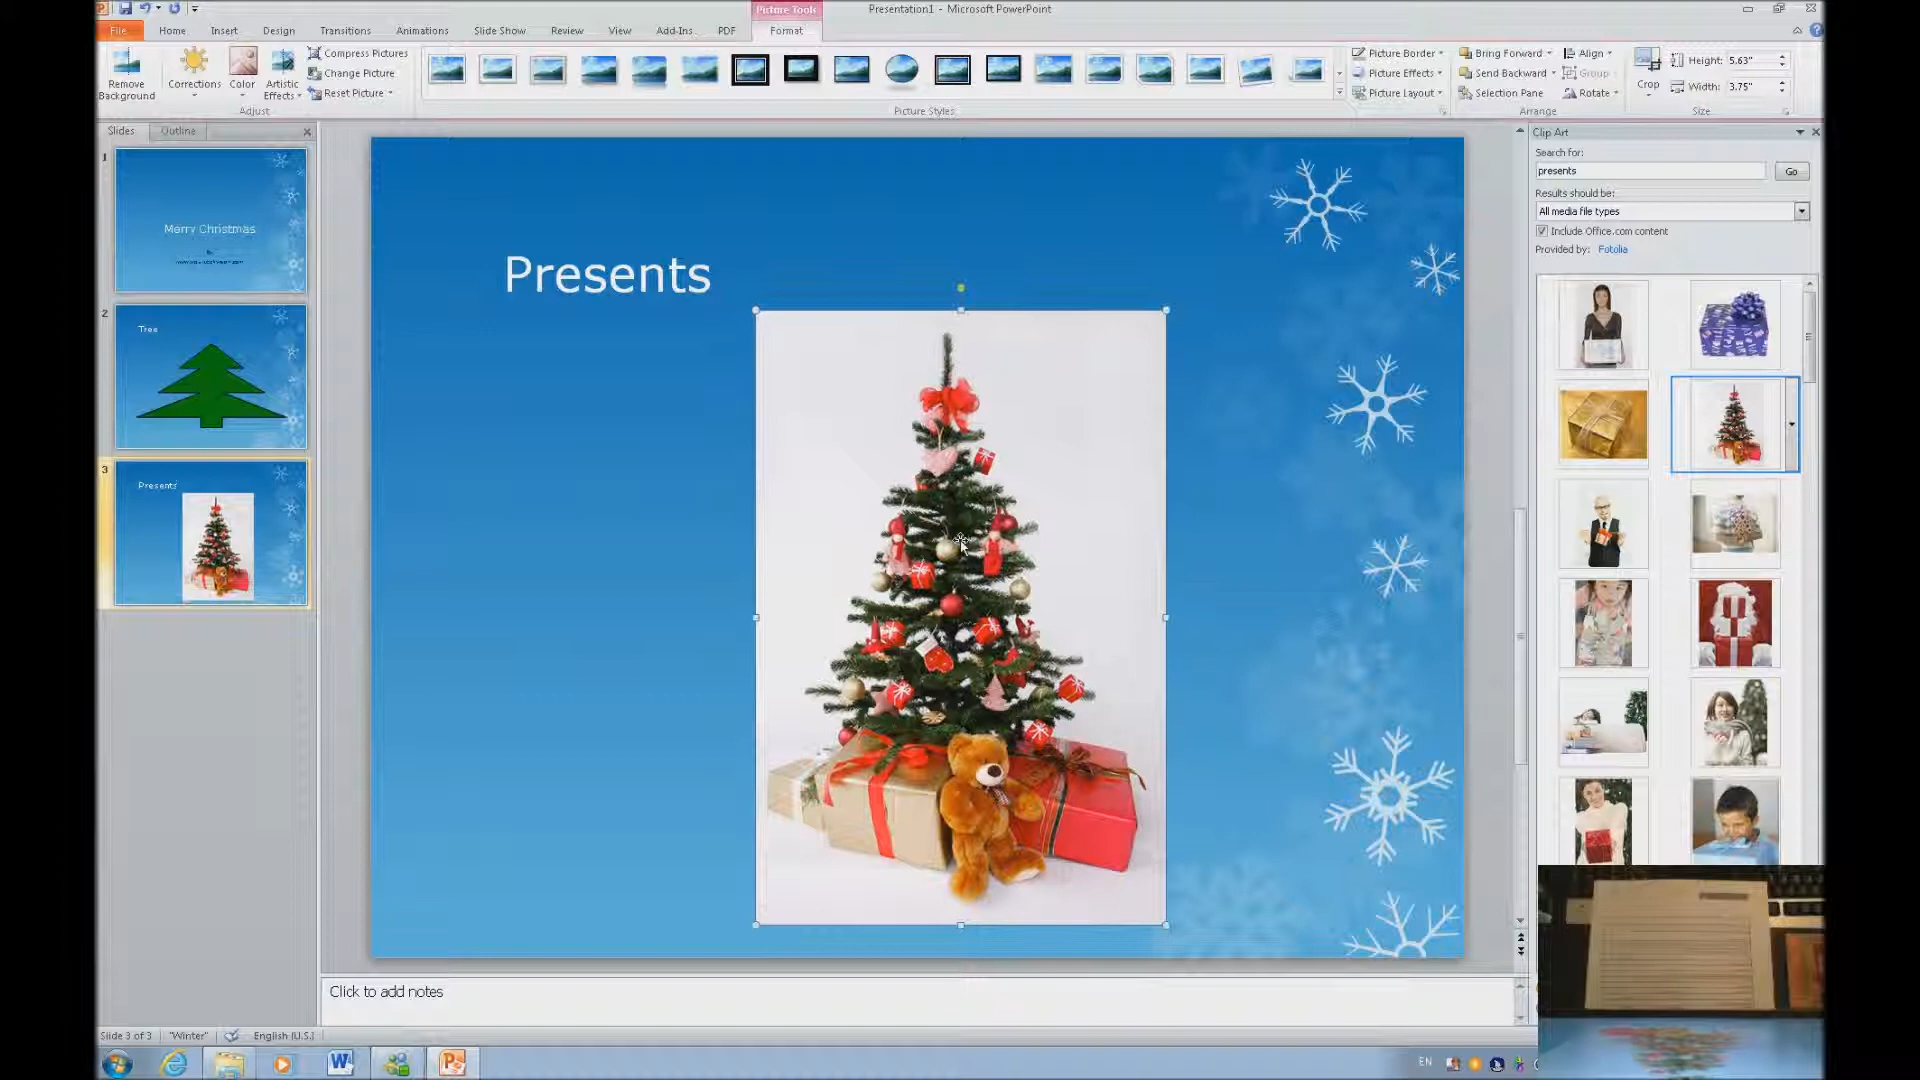 Picture Tools
Presentation1 - Microsoft PowerPoint
File Home Insert Design Transitions Animations Slide Show Review View Add-Ins PDF Format
Remove Background
Corrections
Color
Artistic Effects
Compress Pictures
Change Picture
Reset Picture
Adjust
Picture Styles
Picture Border
Picture Effects
Picture Layout
Bring Forward
Send Backward
Selection Pane
Align
Group
Rotate
Arrange
Crop
Height: 5.63"
Width: 3.75"
Size
Slides Outline
1
Merry Christmas
2
Tree
3
Presents
Presents
Clip Art
Search for:
presents
Go
Results should be:
All media file types
Include Office.com content
Provided by: Fotolia
Click to add notes
Slide 3 of 3
"Winter"
English (U.S.)
EN